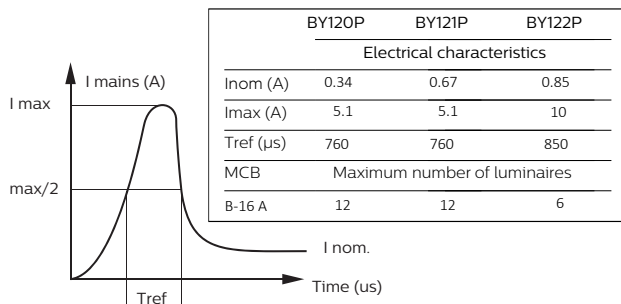 I mains (A)
I max
max/2
Tref
I nom.
Time (us)
BY120P BY121P BY122P
Electrical characteristics
Inom (A) 0.34 0.67 0.85
Imax (A) 5.1 5.1 10
Tref (µs) 760 760 850
MCB Maximum number of luminaires
B-16 A 12 12 6